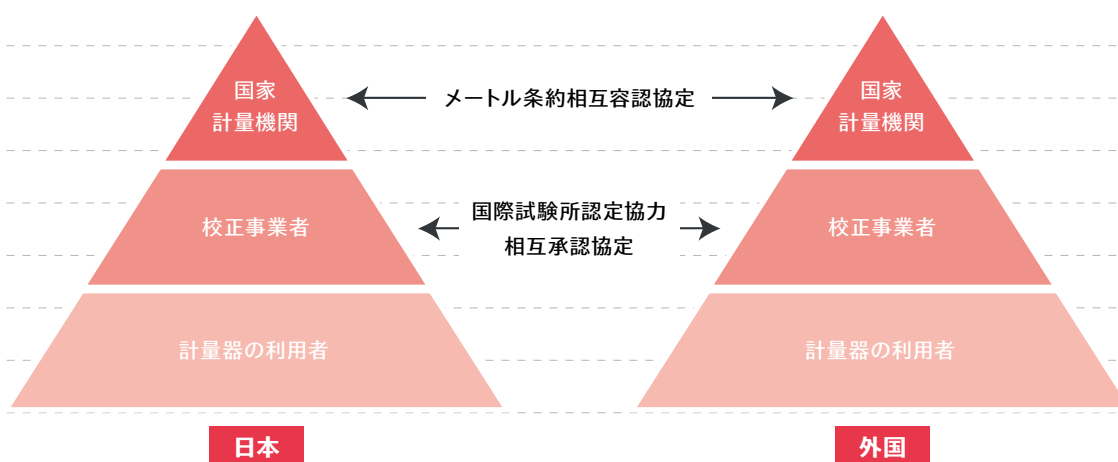 国家
計量機関
メートル条約相互容認協定
国家
計量機関
校正事業者
国際試験所認定協力
相互承認協定
校正事業者
計量器の利用者
計量器の利用者
日本
外国